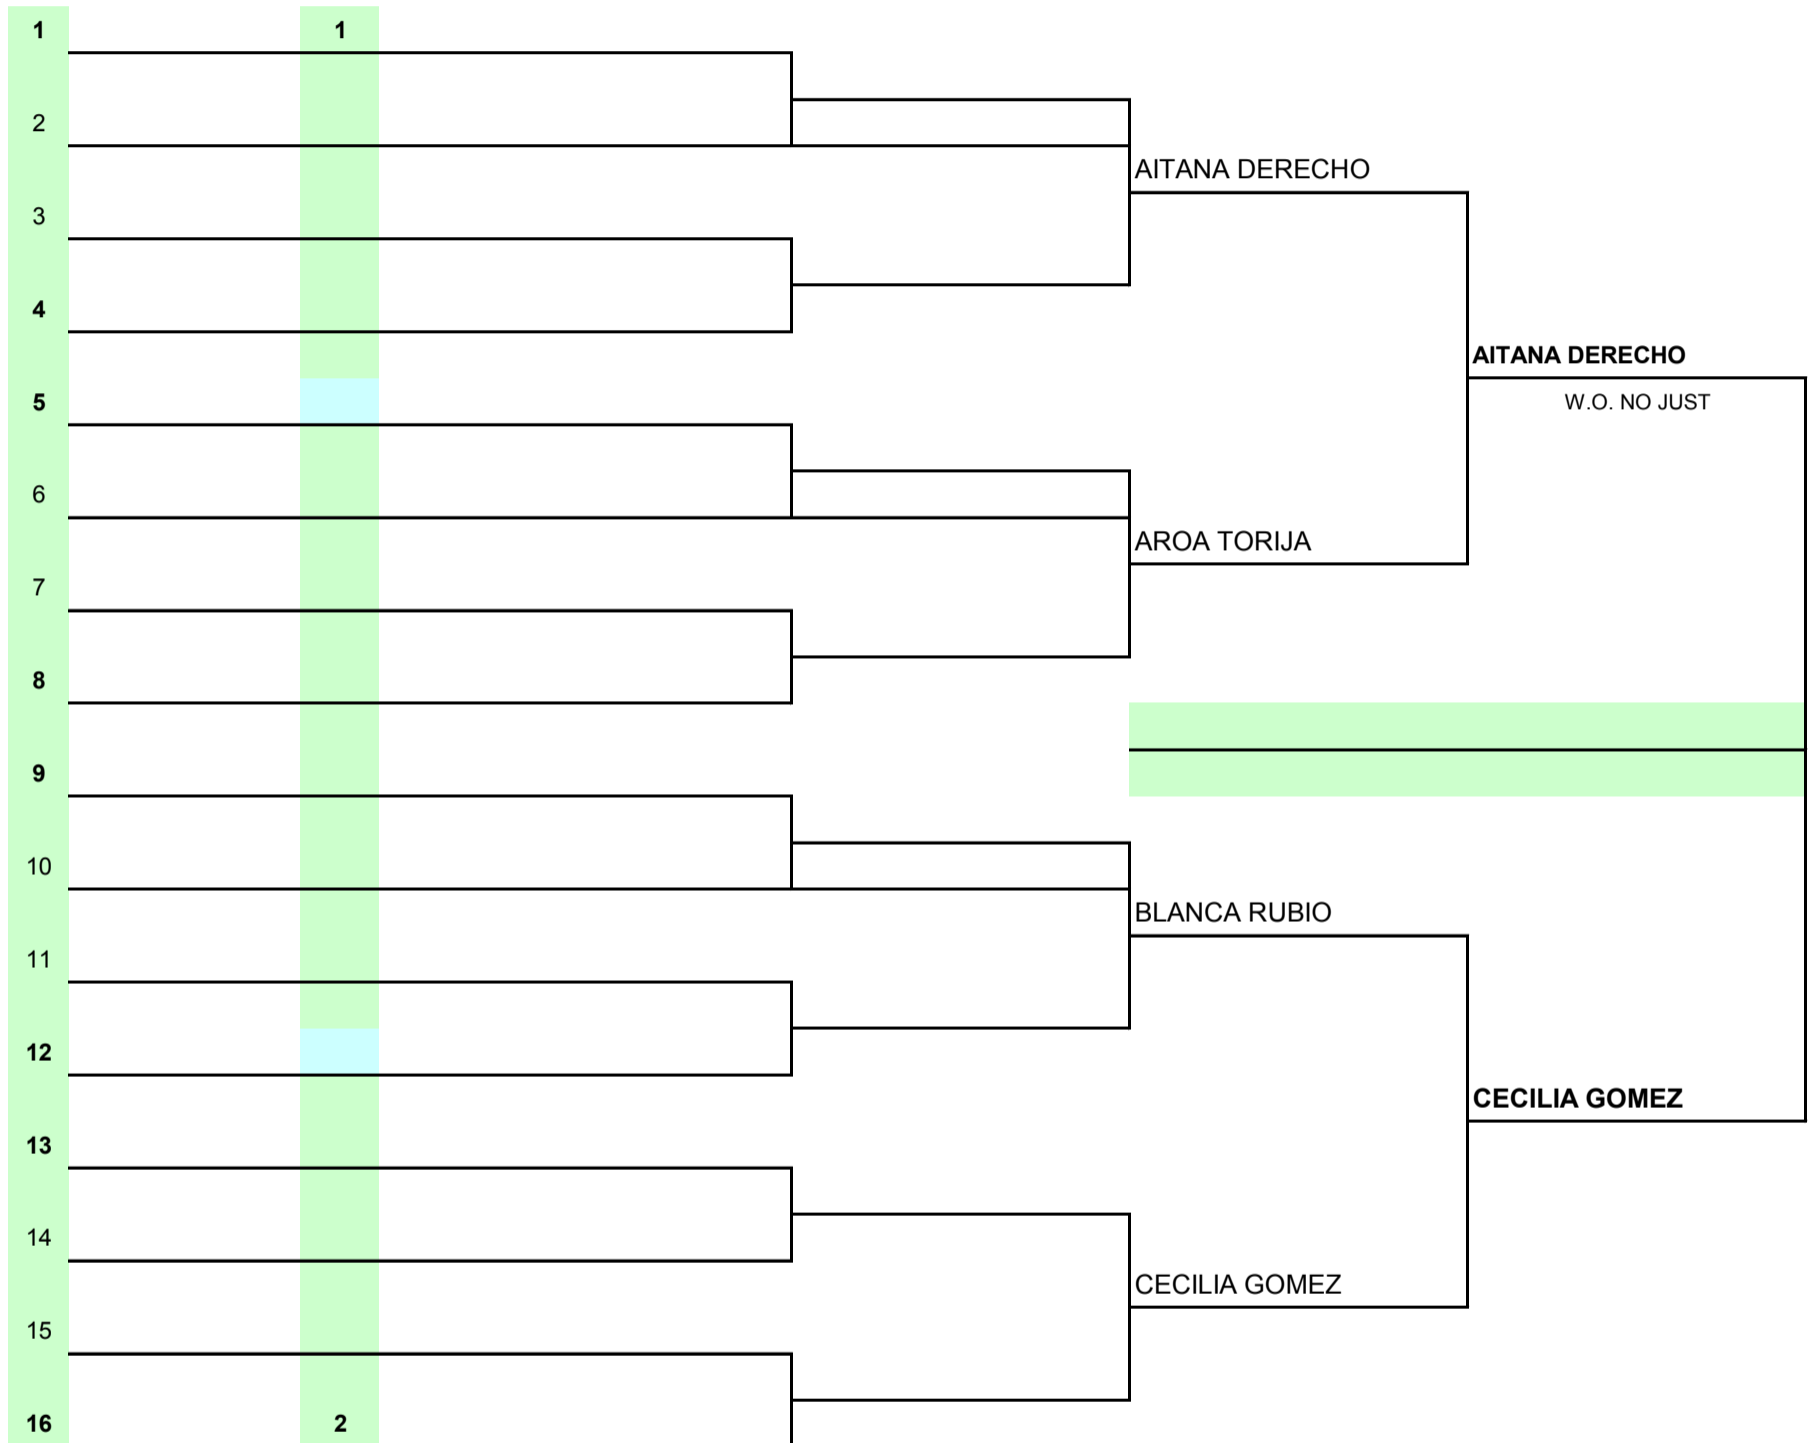 1 1
2
AITANA DERECHO
3
4
AITANA DERECHO
5 W.O. NO JUST
6
AROA TORIJA
7
8
9
10
BLANCA RUBIO
11
12
CECILIA GOMEZ
13
14
CECILIA GOMEZ
15
16 2